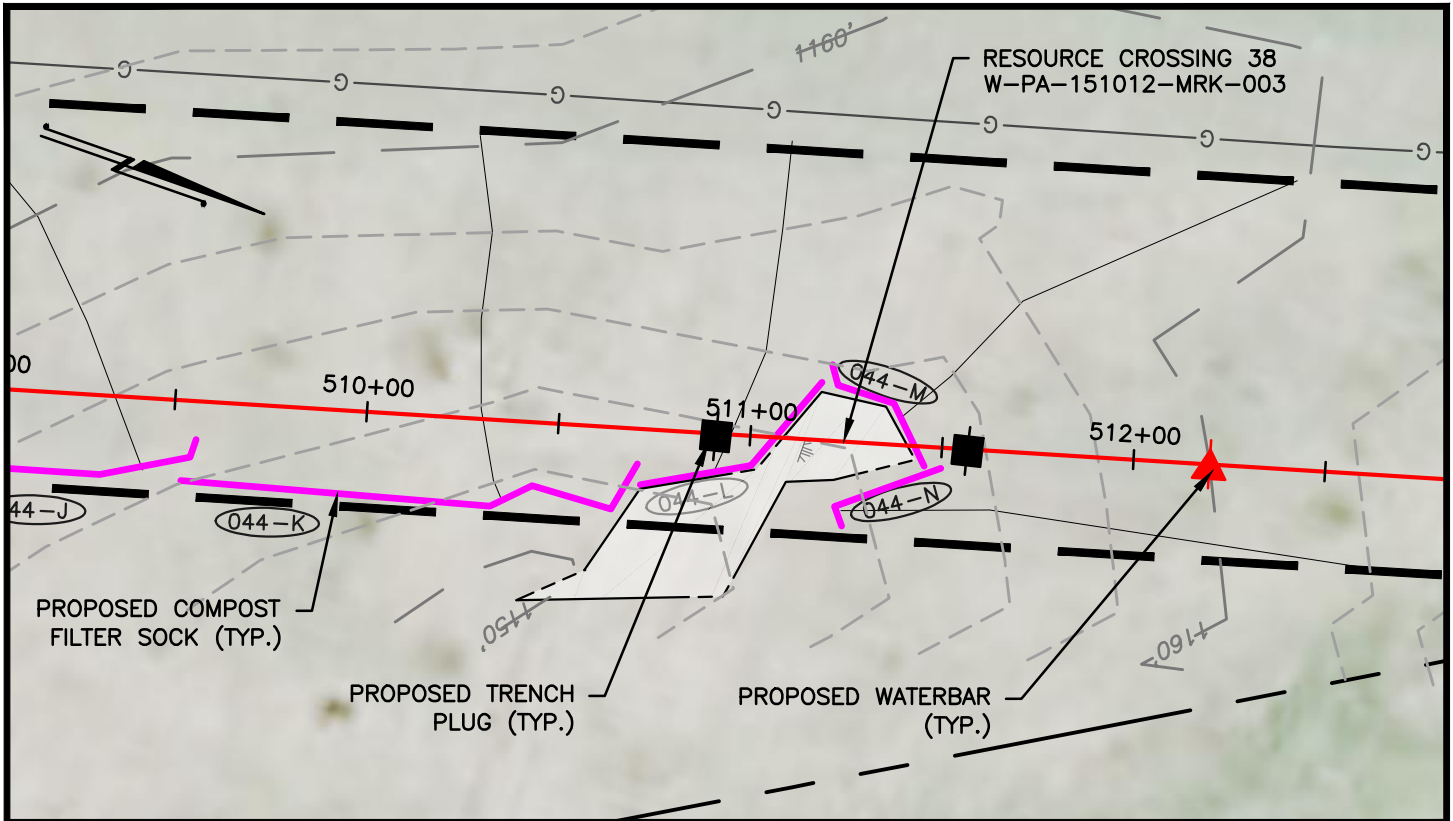 1160'
RESOURCE CROSSING 38
W-PA-151012-MRK-003
G G G G G G G
00
510+00
511+00
512+00
044-M
044-L
044-N
44-J
044-K
PROPOSED COMPOST
FILTER SOCK (TYP.)
1150'
1160'
PROPOSED TRENCH
PLUG (TYP.)
PROPOSED WATERBAR
(TYP.)